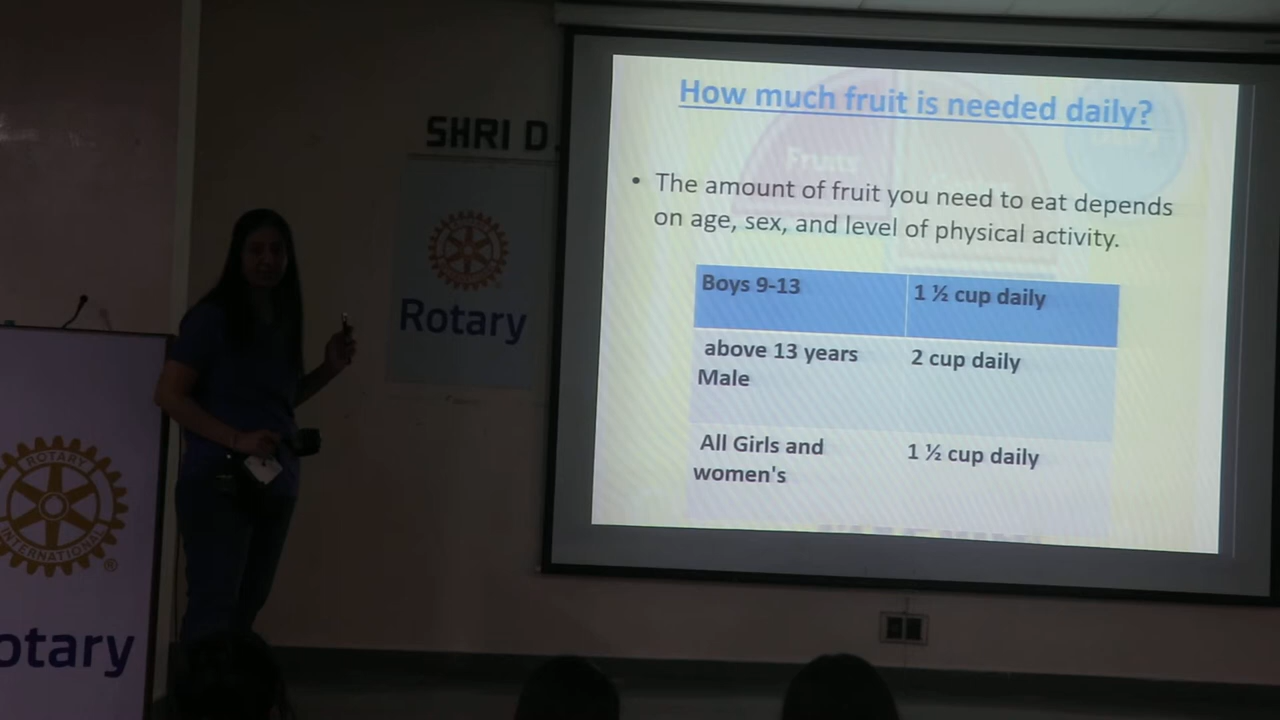 How much fruit is needed daily?
Fruits
• The amount of fruit you need to eat depends
on age, sex, and level of physical activity.
Boys 9-13 1 ½ cup daily
above 13 years
Male 2 cup daily
All Girls and
women's 1 ½ cup daily
SHRI D.
Rotary
ROTARY
INTERNATIONAL
®
otary